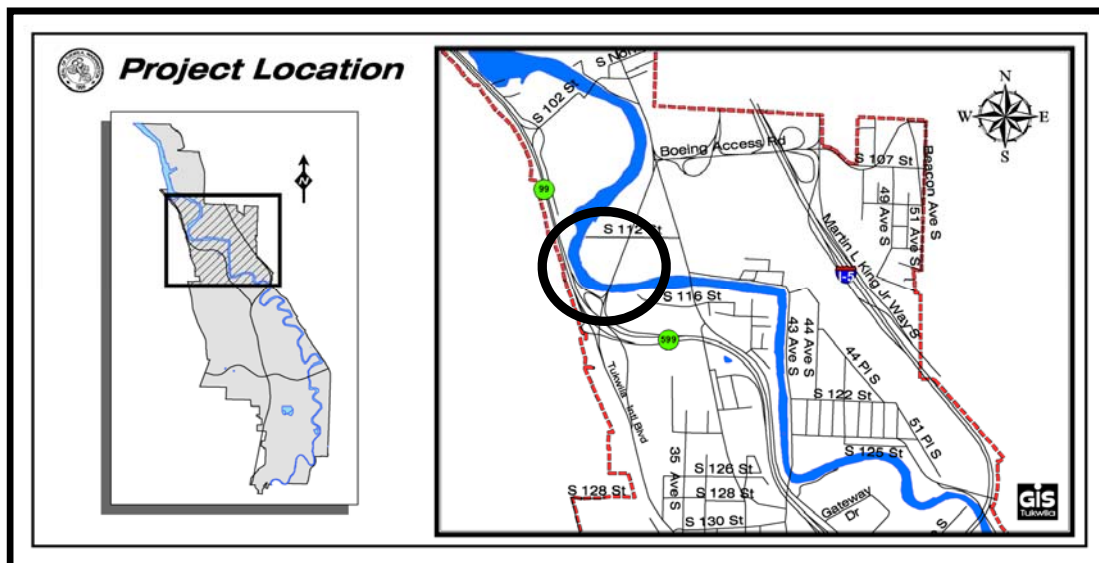 Project Location
N
N
W
E
S
S 102 St
S Nor
Boeing Access Rd
S 107 St
Beacon Ave S
49 Ave S
51 Ave S
99
S 112 St
Martin L King Jr Way S
I-5
S 116 St
599
43 Ave S
44 Ave S
44 Pl S
Tukwila Intl Blvd
S 122 St
51 Pl S
S 125 St
35 Ave S
S 126 St
S 128 St
S 128 St
S 130 St
Gateway
Dr
S
GIS
Tukwila